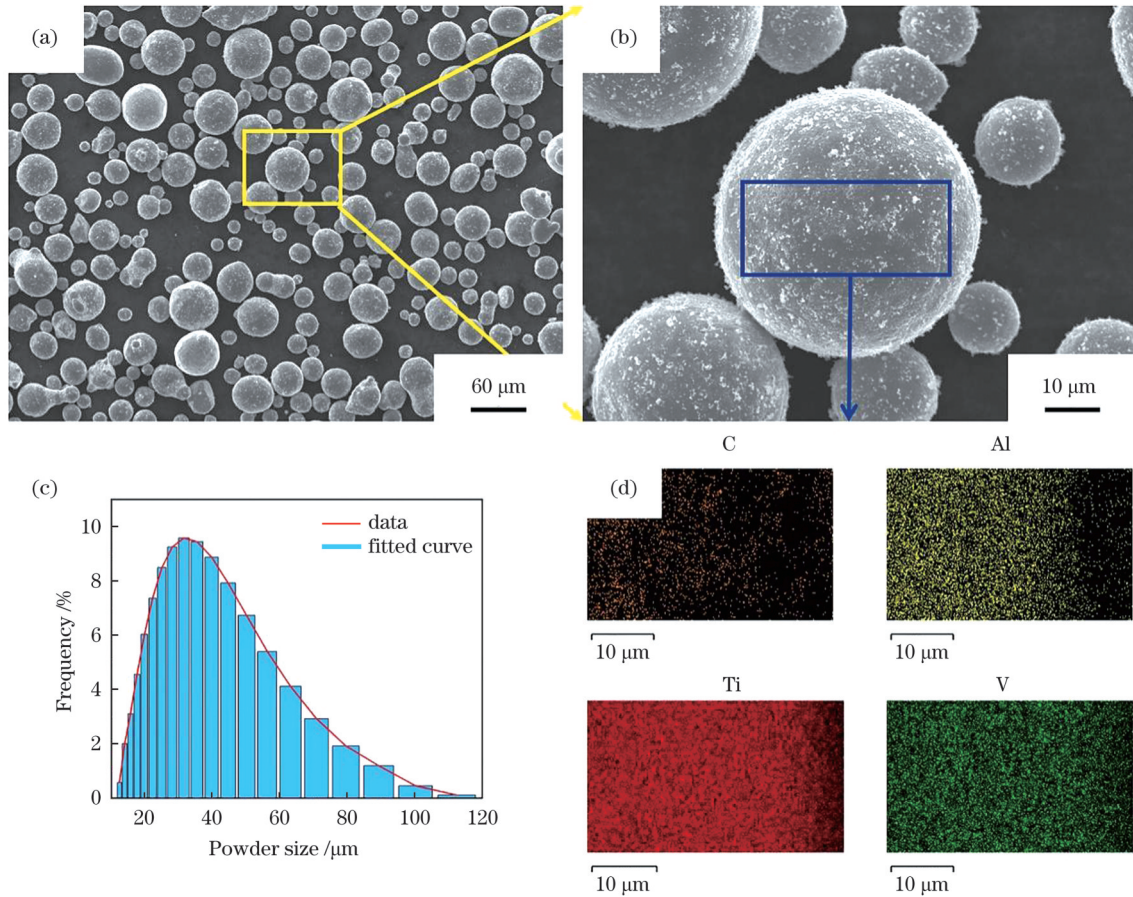 (a)
60 μm
(b)
10 μm
(c)
Frequency /%
10
8
6
4
2
0
data
fitted curve
20
40
60
80
100
120
Powder size /μm
(d)
C
10 μm
Al
10 μm
Ti
10 μm
V
10 μm